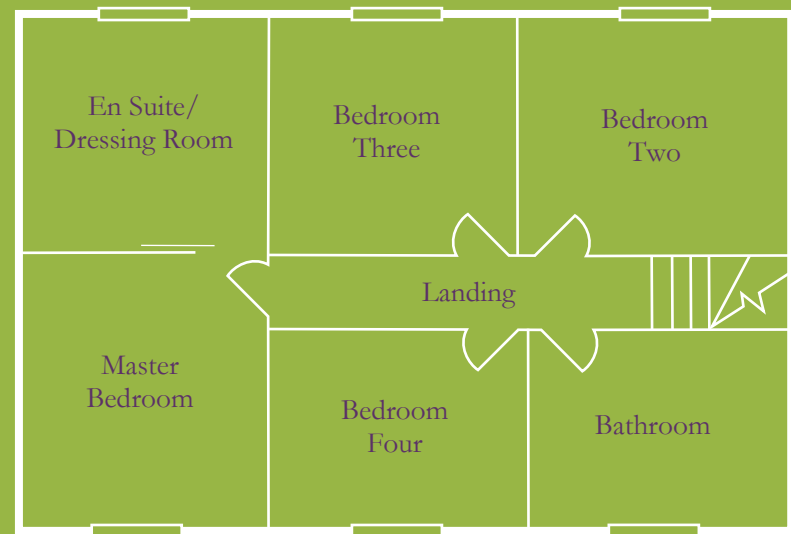 En Suite/
Dressing Room
Bedroom
Three
Bedroom
Two
Landing
Master
Bedroom
Bedroom
Four
Bathroom